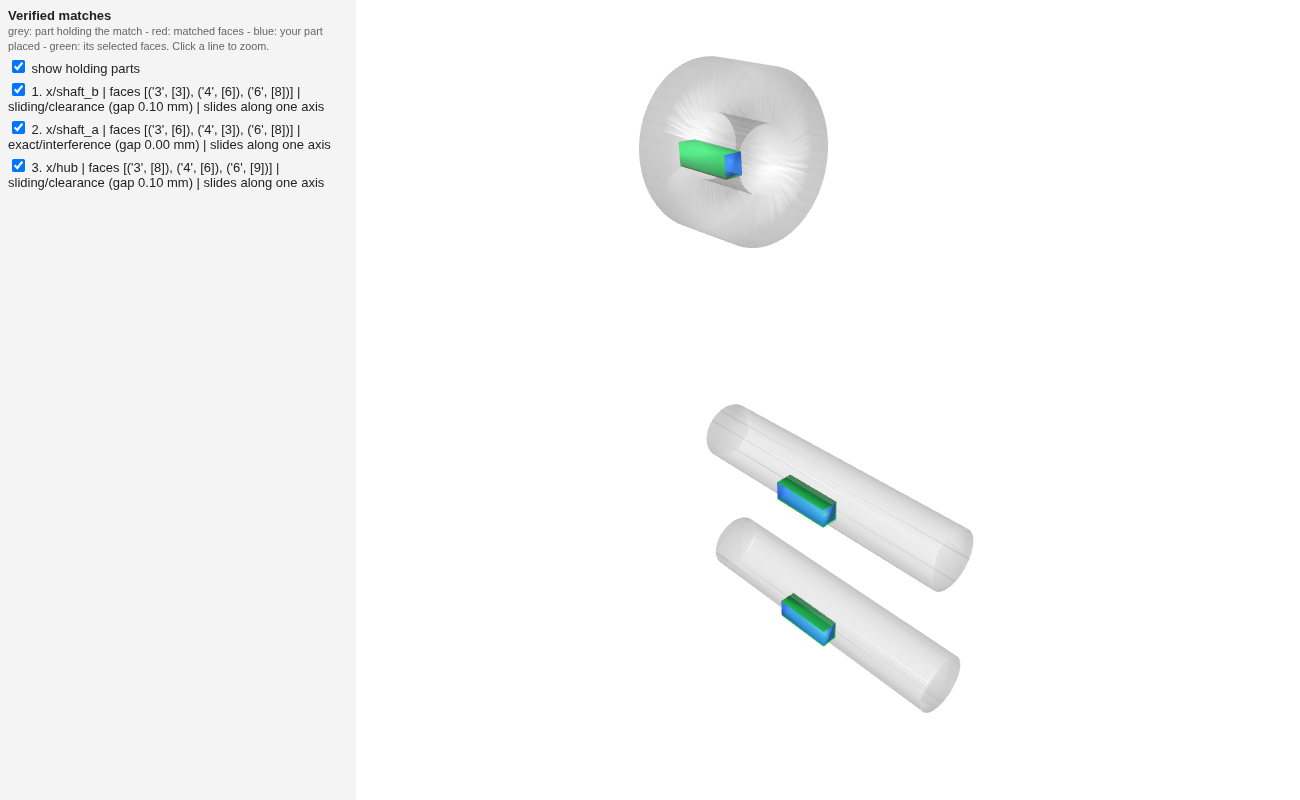 Verified matches
grey: part holding the match - red: matched faces - blue: your part
placed - green: its selected faces. Click a line to zoom.
show holding parts
1. x/shaft_b | faces [('3', [3]), ('4', [6]), ('6', [8])] |
sliding/clearance (gap 0.10 mm) | slides along one axis
2. x/shaft_a | faces [('3', [6]), ('4', [3]), ('6', [8])] |
exact/interference (gap 0.00 mm) | slides along one axis
3. x/hub | faces [('3', [8]), ('4', [6]), ('6', [9])] |
sliding/clearance (gap 0.10 mm) | slides along one axis